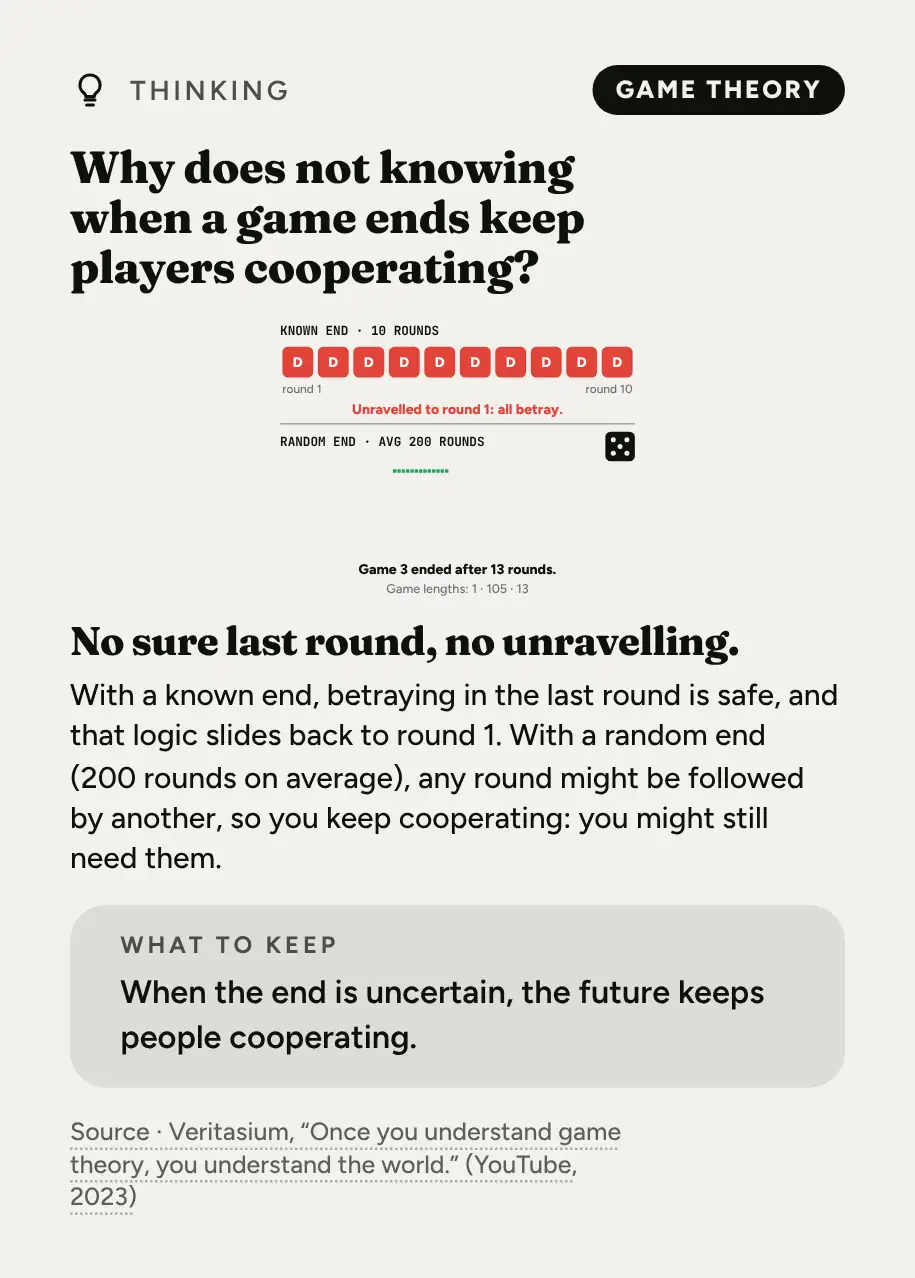 THINKING
GAME THEORY
Why does not knowing
when a game ends keep
players cooperating?
KNOWN END · 10 ROUNDS
D D D D D D D D D D
round 1 round 10
Unravelled to round 1: all betray.
RANDOM END · AVG 200 ROUNDS
Game 3 ended after 13 rounds.
Game lengths: 1 · 105 · 13
No sure last round, no unravelling.
With a known end, betraying in the last round is safe, and
that logic slides back to round 1. With a random end
(200 rounds on average), any round might be followed
by another, so you keep cooperating: you might still
need them.
WHAT TO KEEP
When the end is uncertain, the future keeps
people cooperating.
Source · Veritasium, “Once you understand game
theory, you understand the world.” (YouTube,
2023)